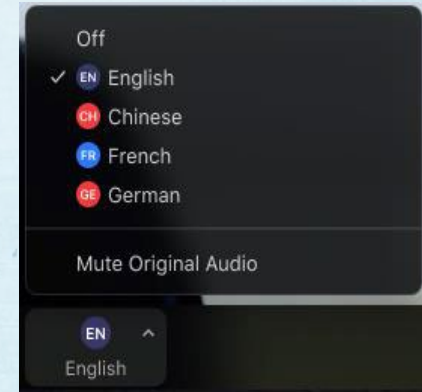 Off
EN English
CH Chinese
FR French
GE German
Mute Original Audio
EN
English